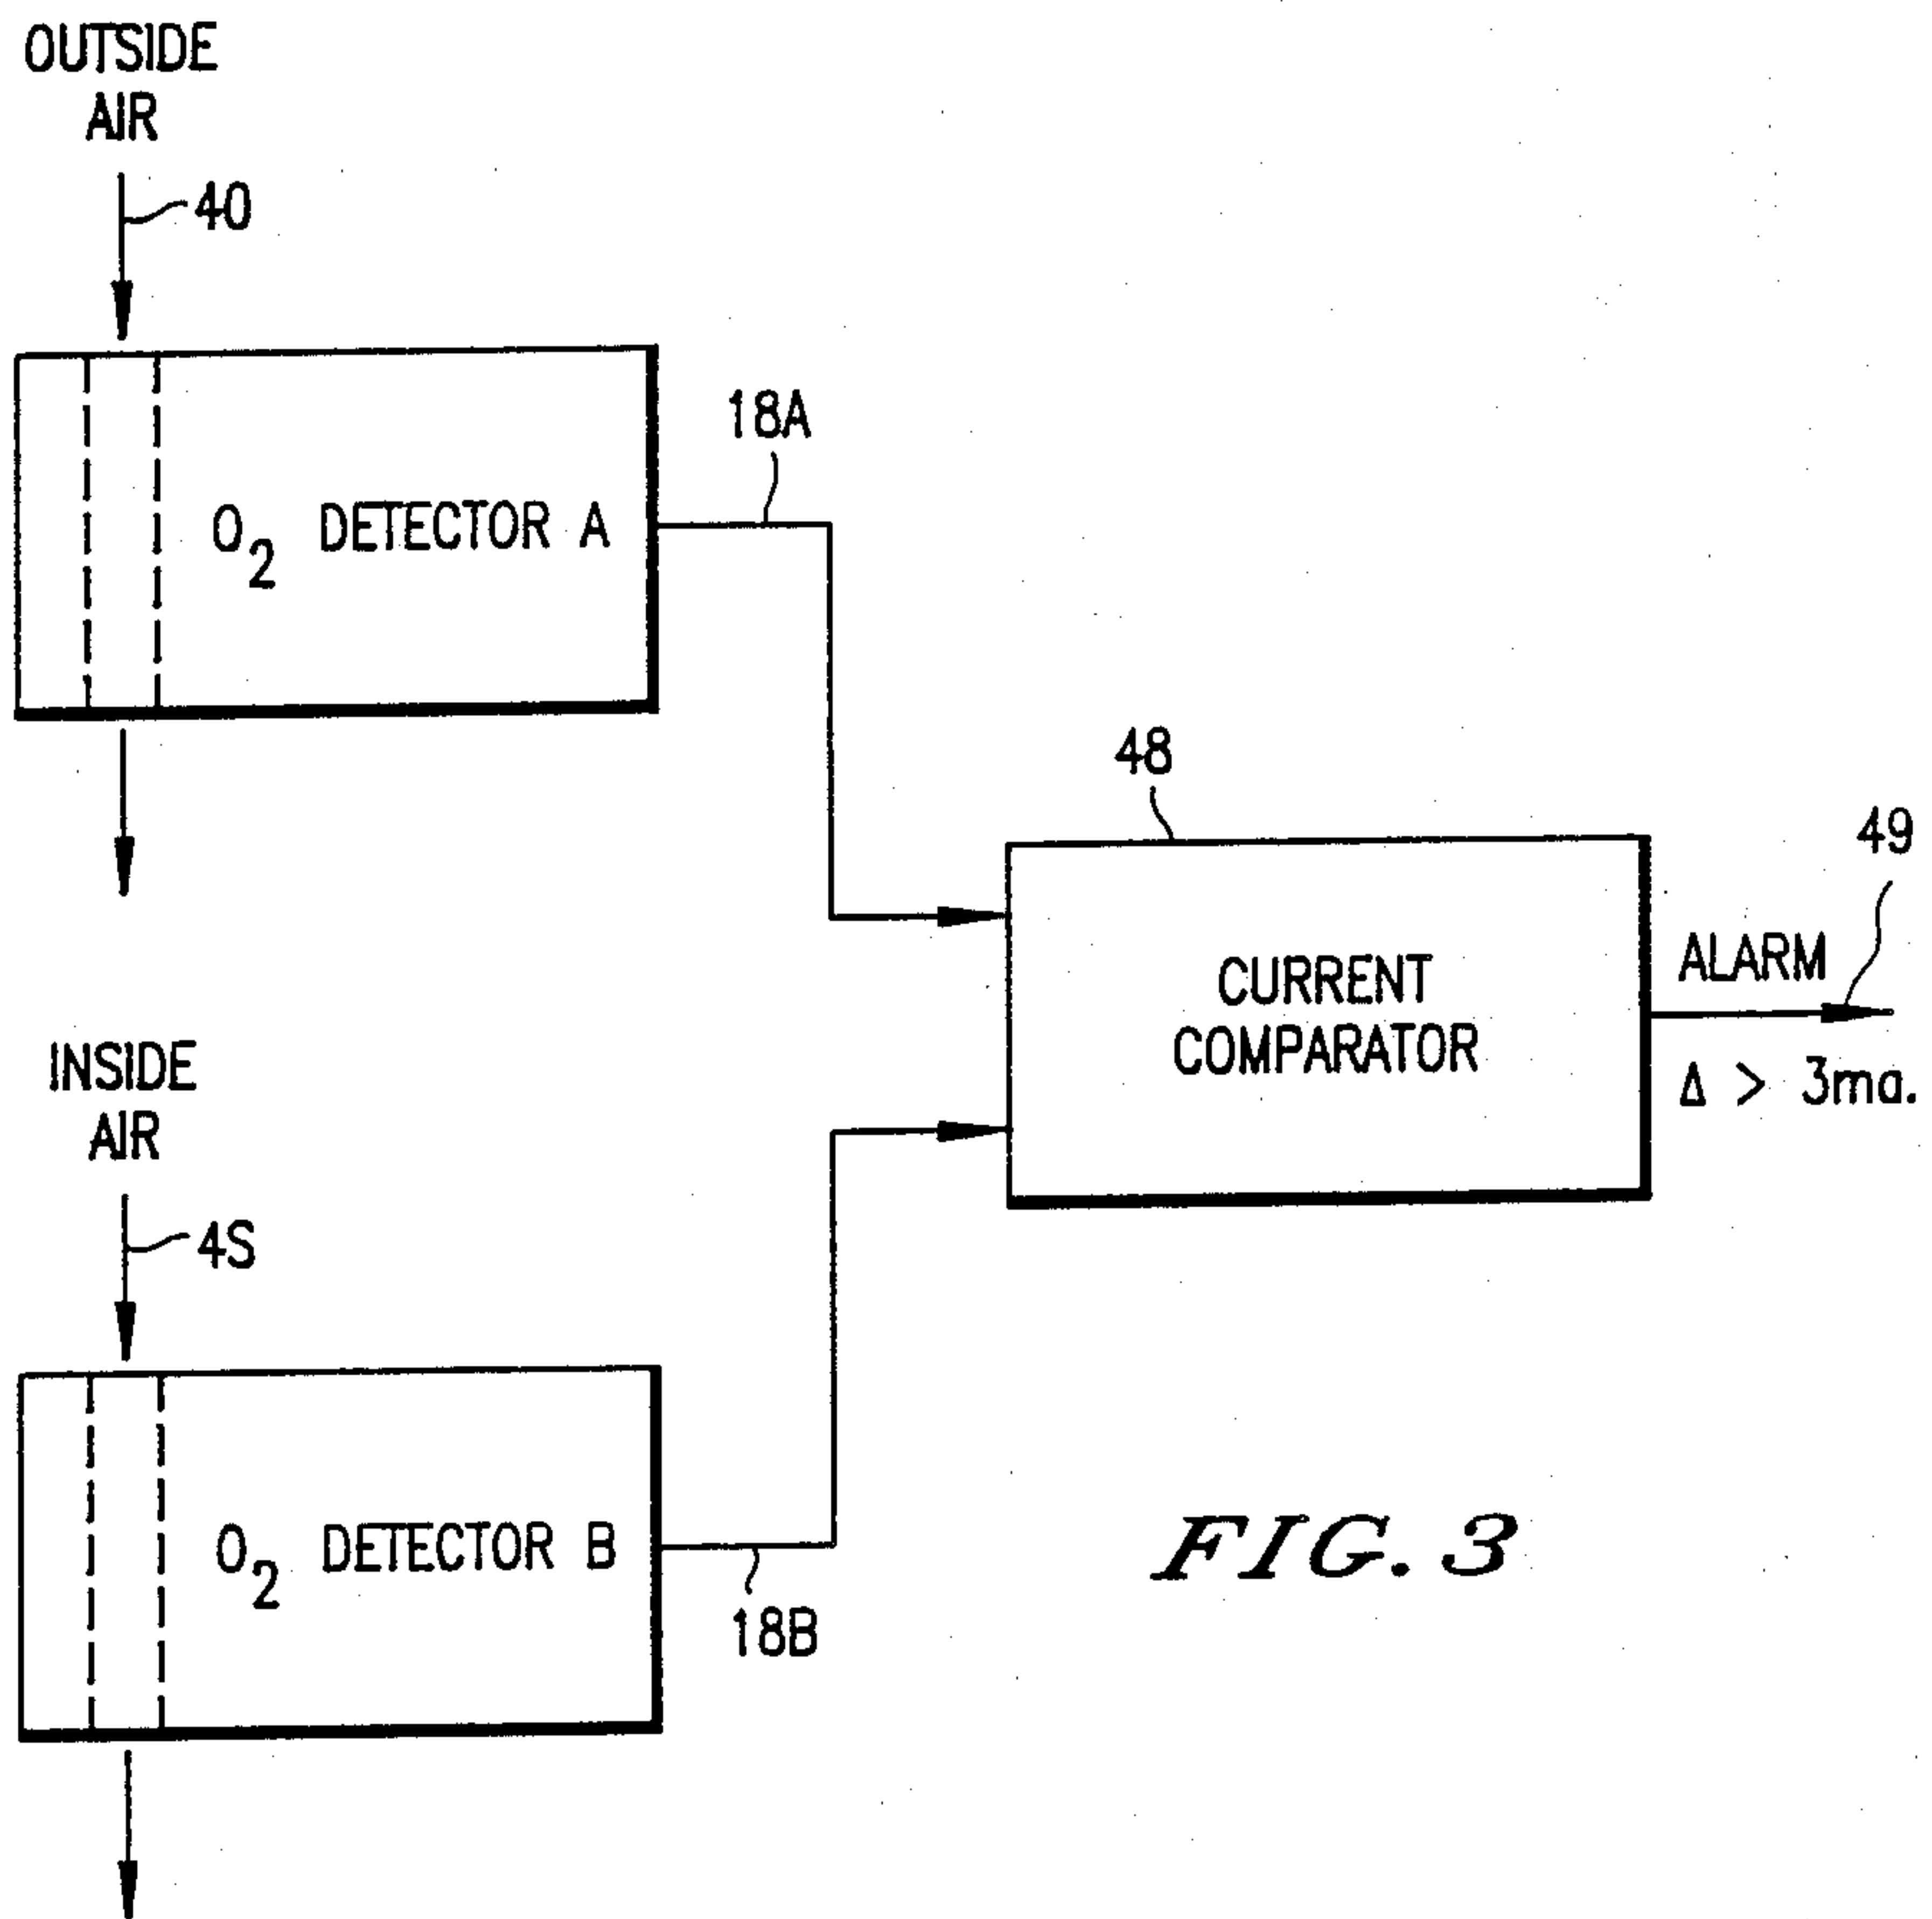 OUTSIDE
AIR
40
O2 DETECTOR A
18A
48
CURRENT
COMPARATOR
49
ALARM
Δ > 3ma.
INSIDE
AIR
4S
O2 DETECTOR B
18B
FIG. 3